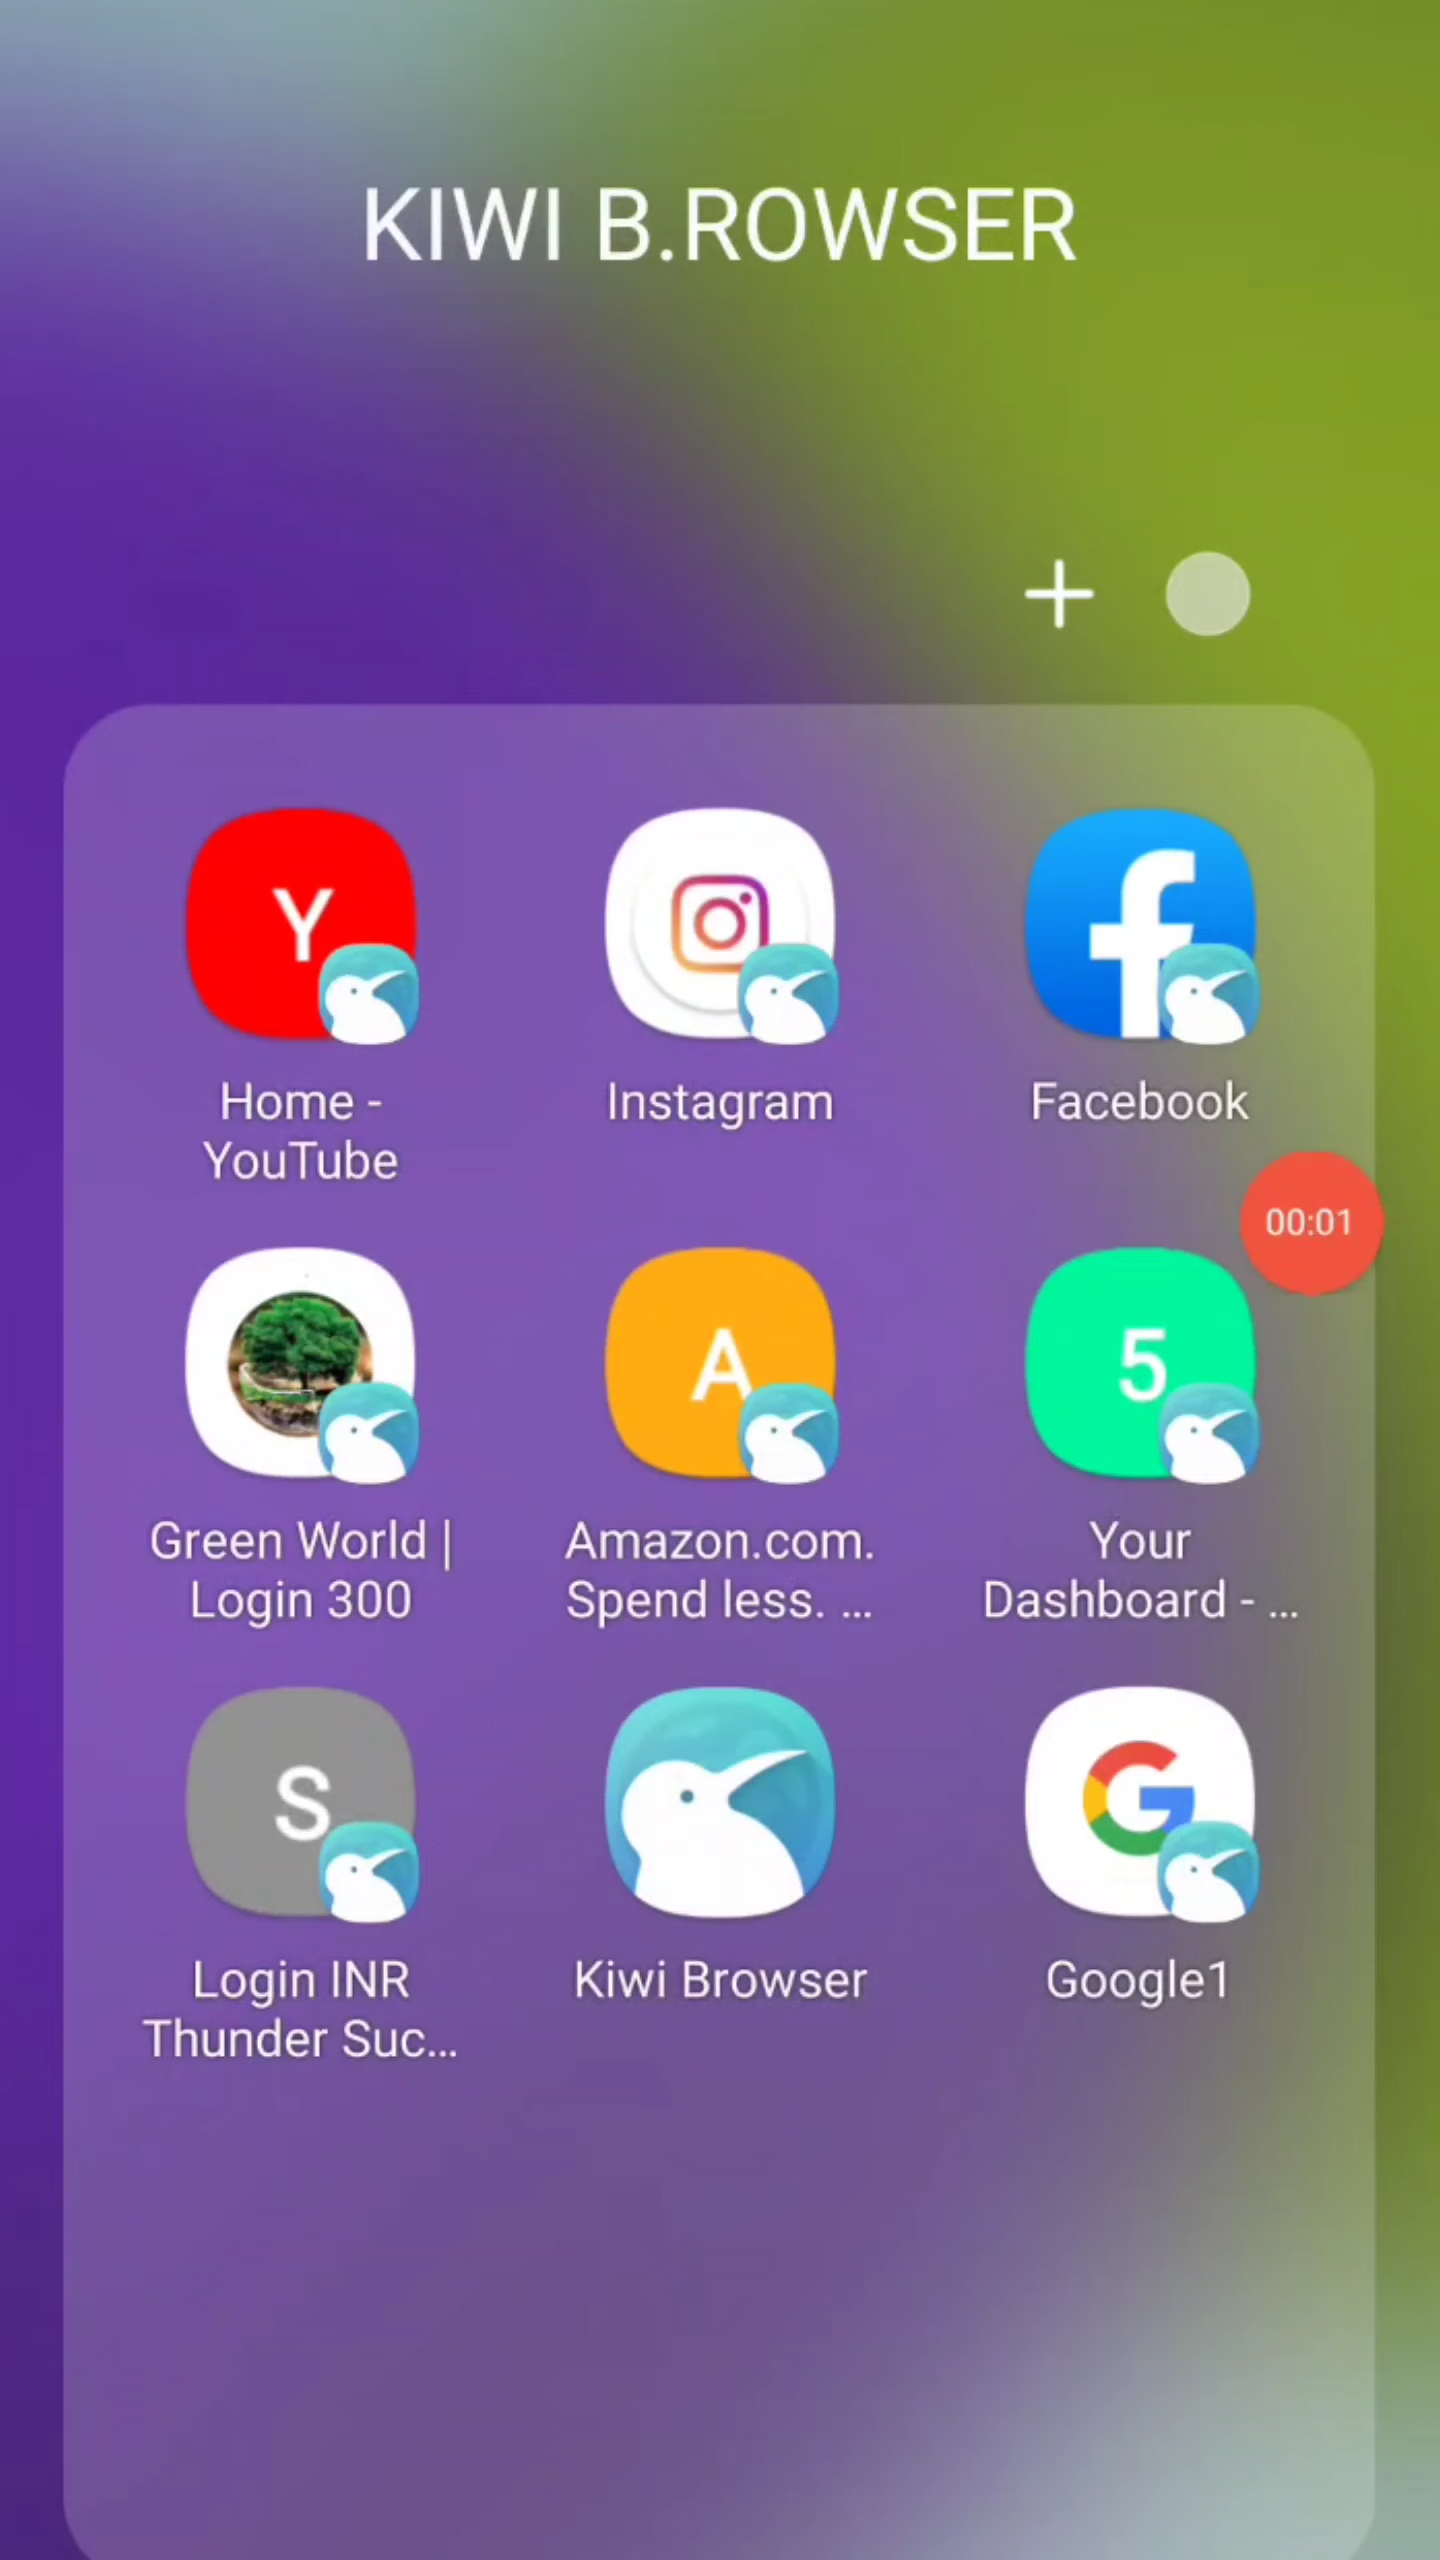 KIWI B.ROWSER
Y
Home -
YouTube
Instagram
Facebook
00:01
Green World |
Login 300
A
Amazon.com.
Spend less. ...
5
Your
Dashboard - ...
S
Login INR
Thunder Suc...
Kiwi Browser
G
Google1